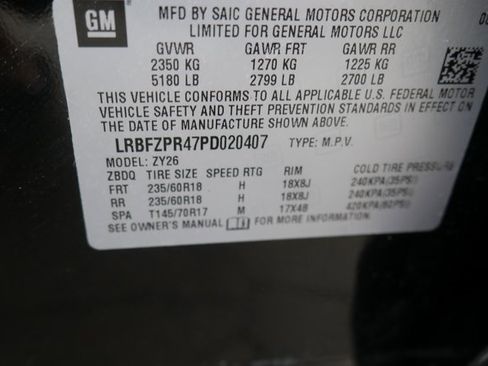 GM
MFD BY SAIC GENERAL MOTORS CORPORATION
LIMITED FOR GENERAL MOTORS LLC
GVWR GAWR FRT GAWR RR
2350 KG 1270 KG 1225 KG
5180 LB 2799 LB 2700 LB
THIS VEHICLE CONFORMS TO ALL APPLICABLE U.S. FEDERAL MOTOR
VEHICLE SAFETY AND THEFT PREVENTION STANDARDS IN EFFECT ON
DATE OF MANUFACTURE SHOWN ABOVE.
LRBFZPR47PD020407 TYPE: M.P.V.
MODEL: ZY26
ZBDQ TIRE SIZE SPEED RTG RIM COLD TIRE PRESSURE
FRT 235/60R18 H 18X8J 240KPA(35PSI)
RR 235/60R18 H 18X8J 240KPA(35PSI)
SPA T145/70R17 M 17X4B 420KPA(60PSI)
SEE OWNER'S MANUAL FOR MORE INFORMATION.